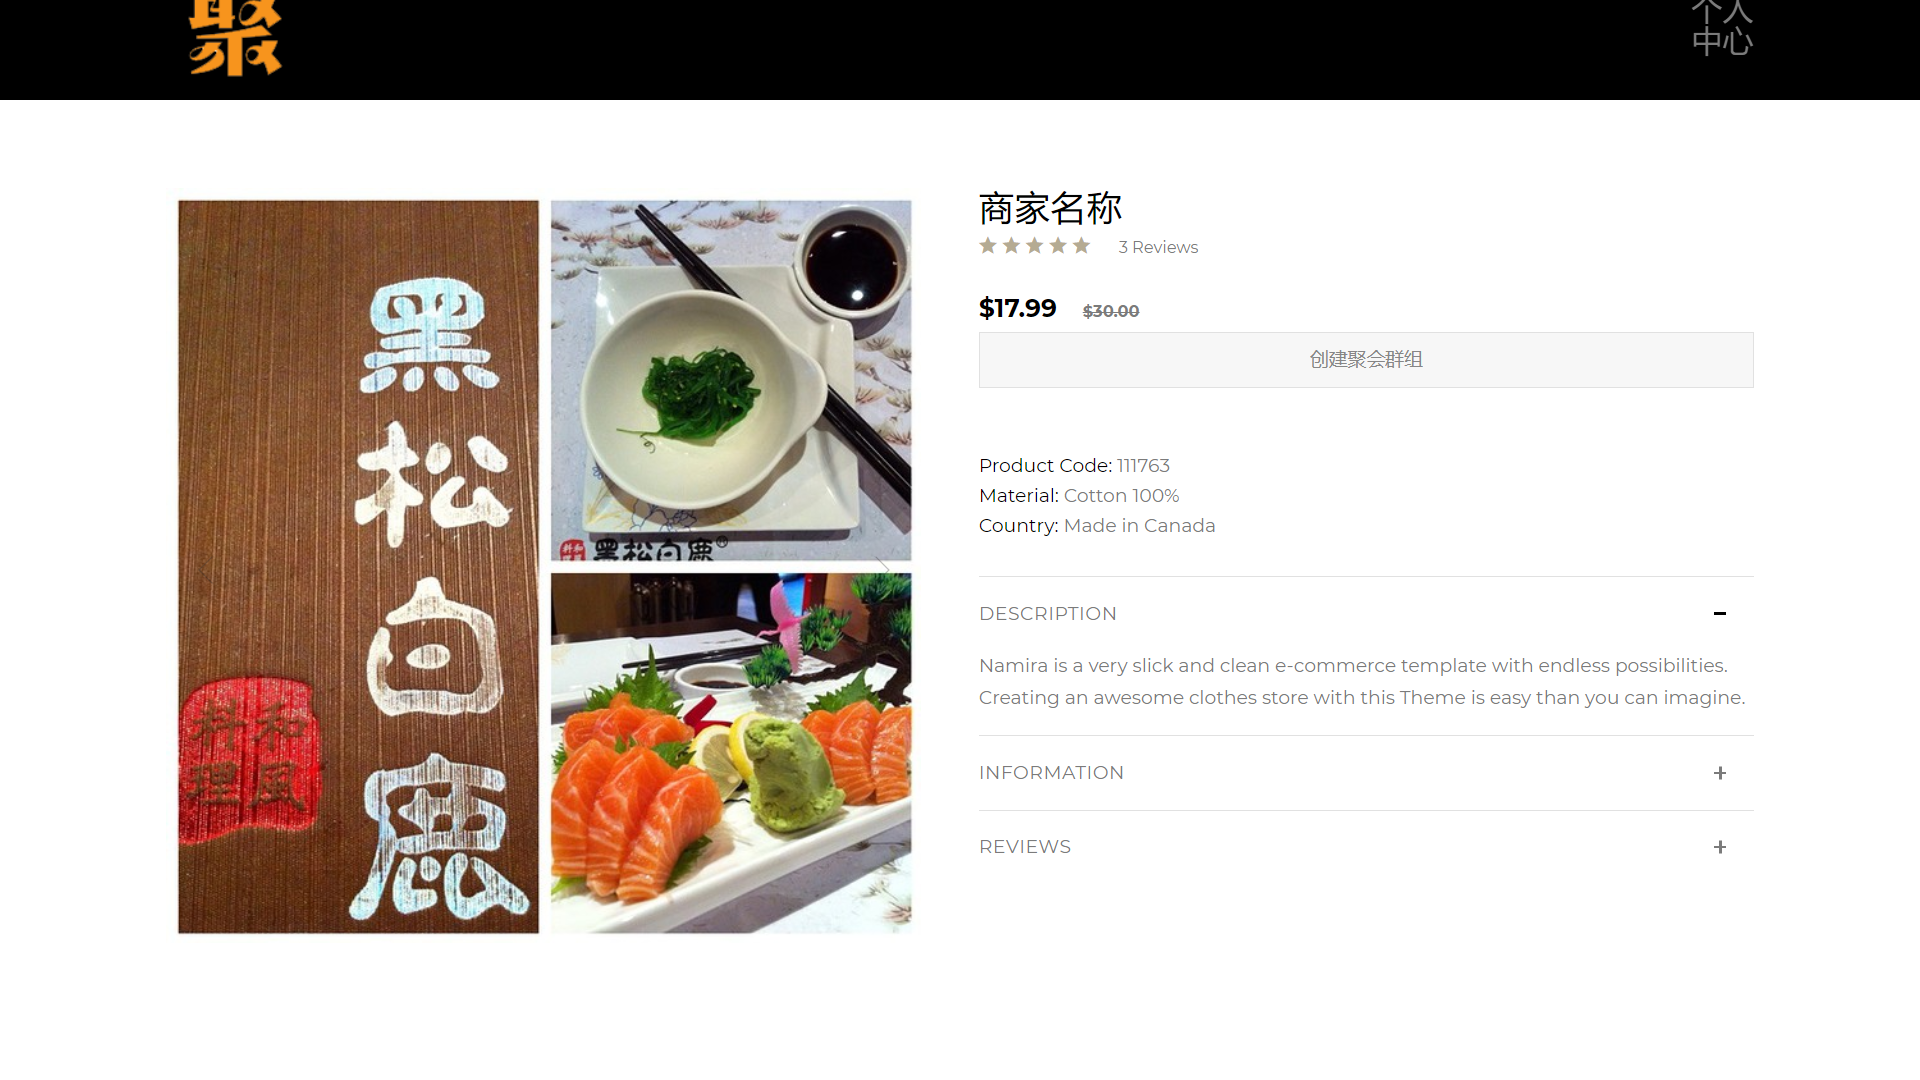 聚
个人
中心
黑松白鹿
和風
料理
黑松白鹿®
商家名称
3 Reviews
$17.99 $30.00
创建聚会群组
Product Code: 111763
Material: Cotton 100%
Country: Made in Canada
DESCRIPTION
Namira is a very slick and clean e-commerce template with endless possibilities.
Creating an awesome clothes store with this Theme is easy than you can imagine.
INFORMATION
REVIEWS